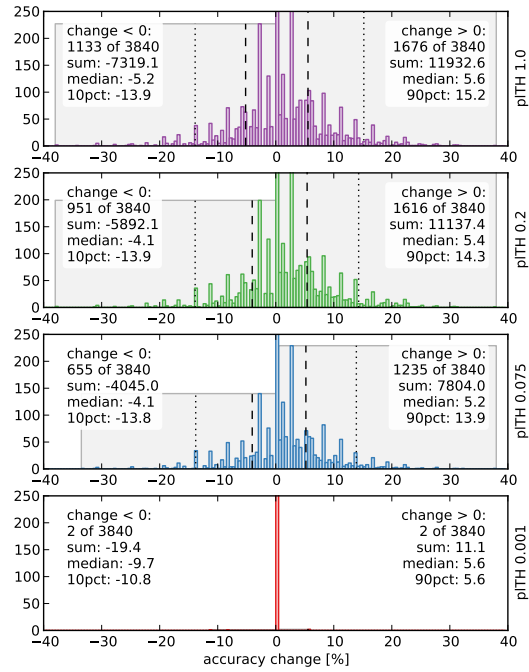 250
200
150
100
50
0
change < 0:
1133 of 3840
sum: -7319.1
median: -5.2
10pct: -13.9
change > 0:
1676 of 3840
sum: 11932.6
median: 5.6
90pct: 15.2
pITH 1.0
−40 −30 −20 −10 0 10 20 30 40
250
200
150
100
50
0
change < 0:
951 of 3840
sum: -5892.1
median: -4.1
10pct: -13.9
change > 0:
1616 of 3840
sum: 11137.4
median: 5.4
90pct: 14.3
pITH 0.2
−40 −30 −20 −10 0 10 20 30 40
250
200
150
100
50
0
change < 0:
655 of 3840
sum: -4045.0
median: -4.1
10pct: -13.8
change > 0:
1235 of 3840
sum: 7804.0
median: 5.2
90pct: 13.9
pITH 0.075
−40 −30 −20 −10 0 10 20 30 40
250
200
150
100
50
0
change < 0:
2 of 3840
sum: -19.4
median: -9.7
10pct: -10.8
change > 0:
2 of 3840
sum: 11.1
median: 5.6
90pct: 5.6
pITH 0.001
−40 −30 −20 −10 0 10 20 30 40
accuracy change [%]